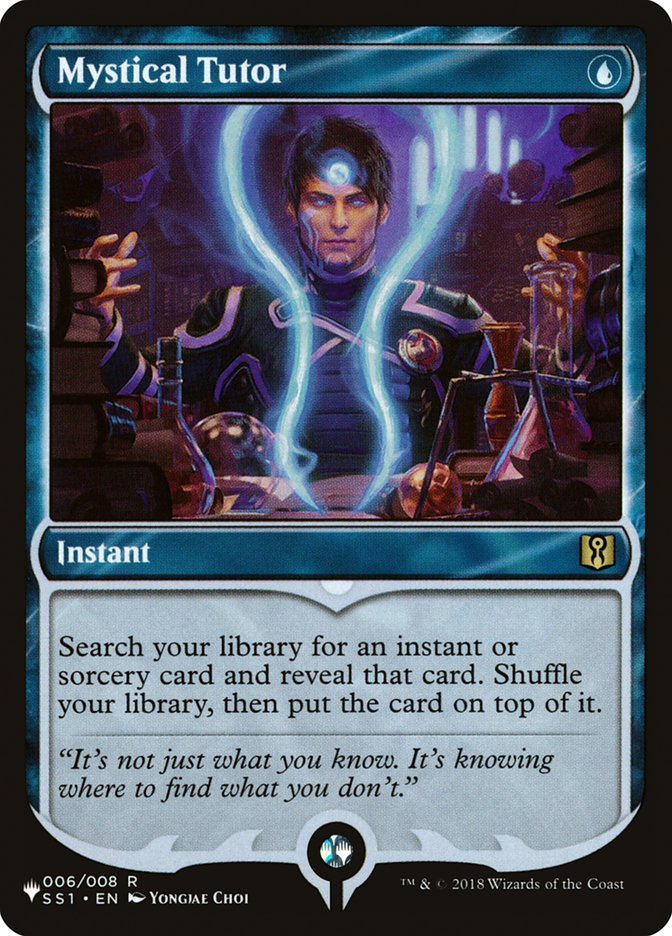 Mystical Tutor
Instant
Search your library for an instant or
sorcery card and reveal that card. Shuffle
your library, then put the card on top of it.
“It’s not just what you know. It’s knowing
where to find what you don’t.”
006/008 R
SS1 • EN Yongjae Choi
™ & © 2018 Wizards of the Coast